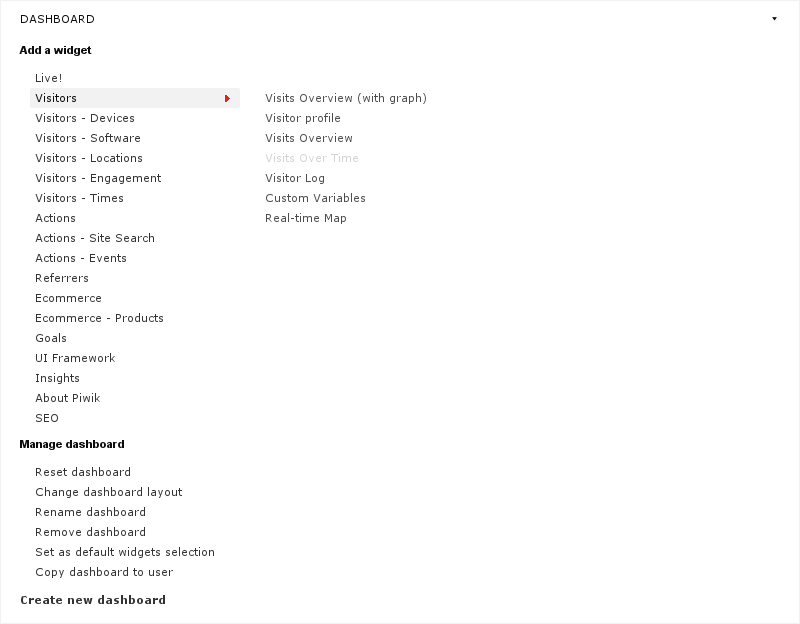 DASHBOARD
Add a widget
Live!
Visitors
Visitors - Devices
Visitors - Software
Visitors - Locations
Visitors - Engagement
Visitors - Times
Actions
Actions - Site Search
Actions - Events
Referrers
Ecommerce
Ecommerce - Products
Goals
UI Framework
Insights
About Piwik
SEO
Visits Overview (with graph)
Visitor profile
Visits Overview
Visits Over Time
Visitor Log
Custom Variables
Real-time Map
Manage dashboard
Reset dashboard
Change dashboard layout
Rename dashboard
Remove dashboard
Set as default widgets selection
Copy dashboard to user
Create new dashboard